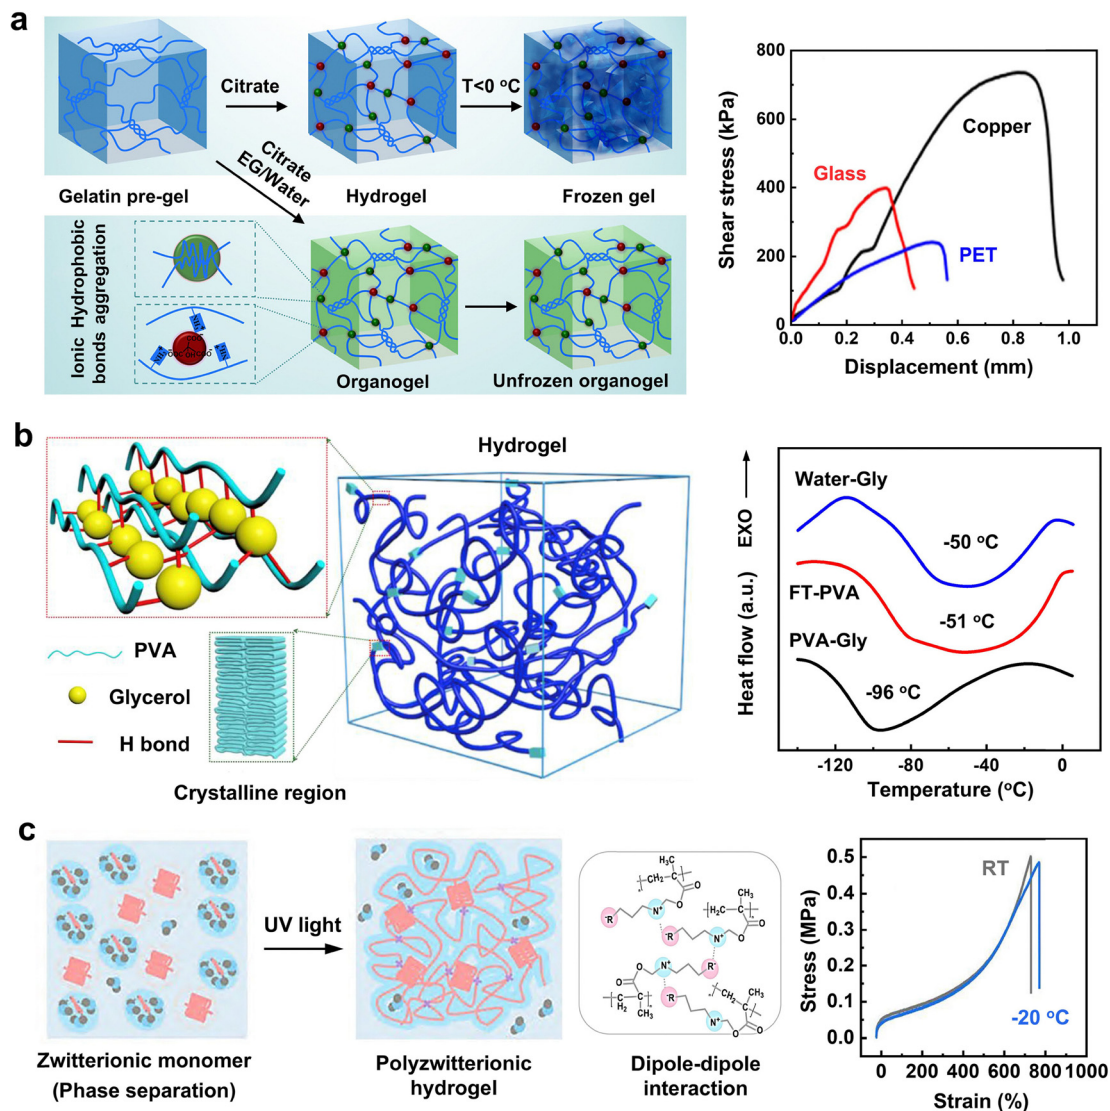 a
Gelatin pre-gel
Citrate
Hydrogel
T<0 °C
Frozen gel
Citrate
EG/Water
Ionic Hydrophobic
bonds aggregation
Organogel
Unfrozen organogel
Shear stress (kPa)
800
600
400
200
0
Glass
Copper
PET
0.0 0.2 0.4 0.6 0.8 1.0
Displacement (mm)
b
Hydrogel
PVA
Glycerol
H bond
Crystalline region
Heat flow (a.u.)
EXO
Water-Gly
-50 °C
FT-PVA
-51 °C
PVA-Gly
-96 °C
-120 -80 -40 0
Temperature (°C)
c
Zwitterionic monomer
(Phase separation)
UV light
Polyzwitterionic
hydrogel
Dipole-dipole
interaction
Stress (MPa)
0.5
0.4
0.3
0.2
0.1
0.0
RT
-20 °C
0 200 400 600 800 1000
Strain (%)